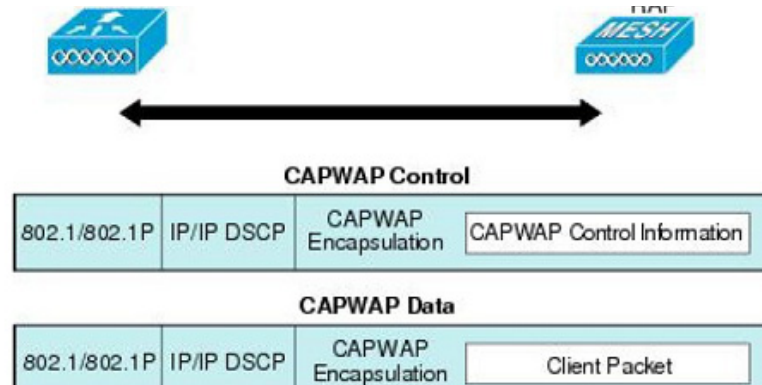 RAP
MESH
CAPWAP Control
802.1/802.1P IP/IP DSCP CAPWAP Encapsulation CAPWAP Control Information
CAPWAP Data
802.1/802.1P IP/IP DSCP CAPWAP Encapsulation Client Packet